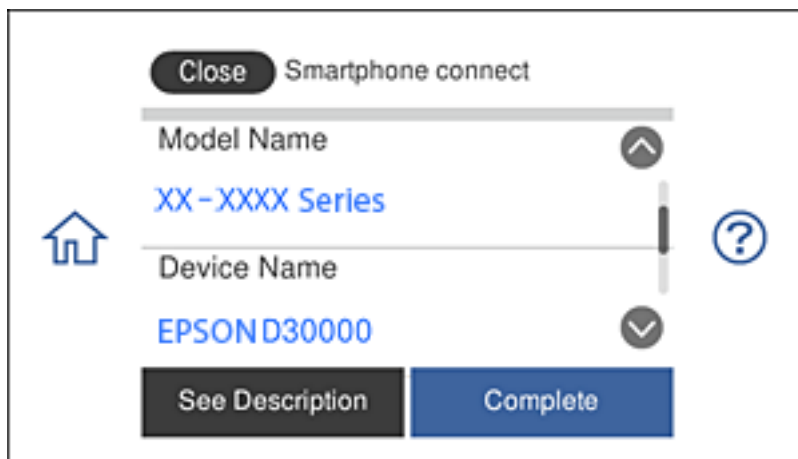 Close Smartphone connect
Model Name
XX-XXXX Series
Device Name
EPSON D30000
See Description Complete
?